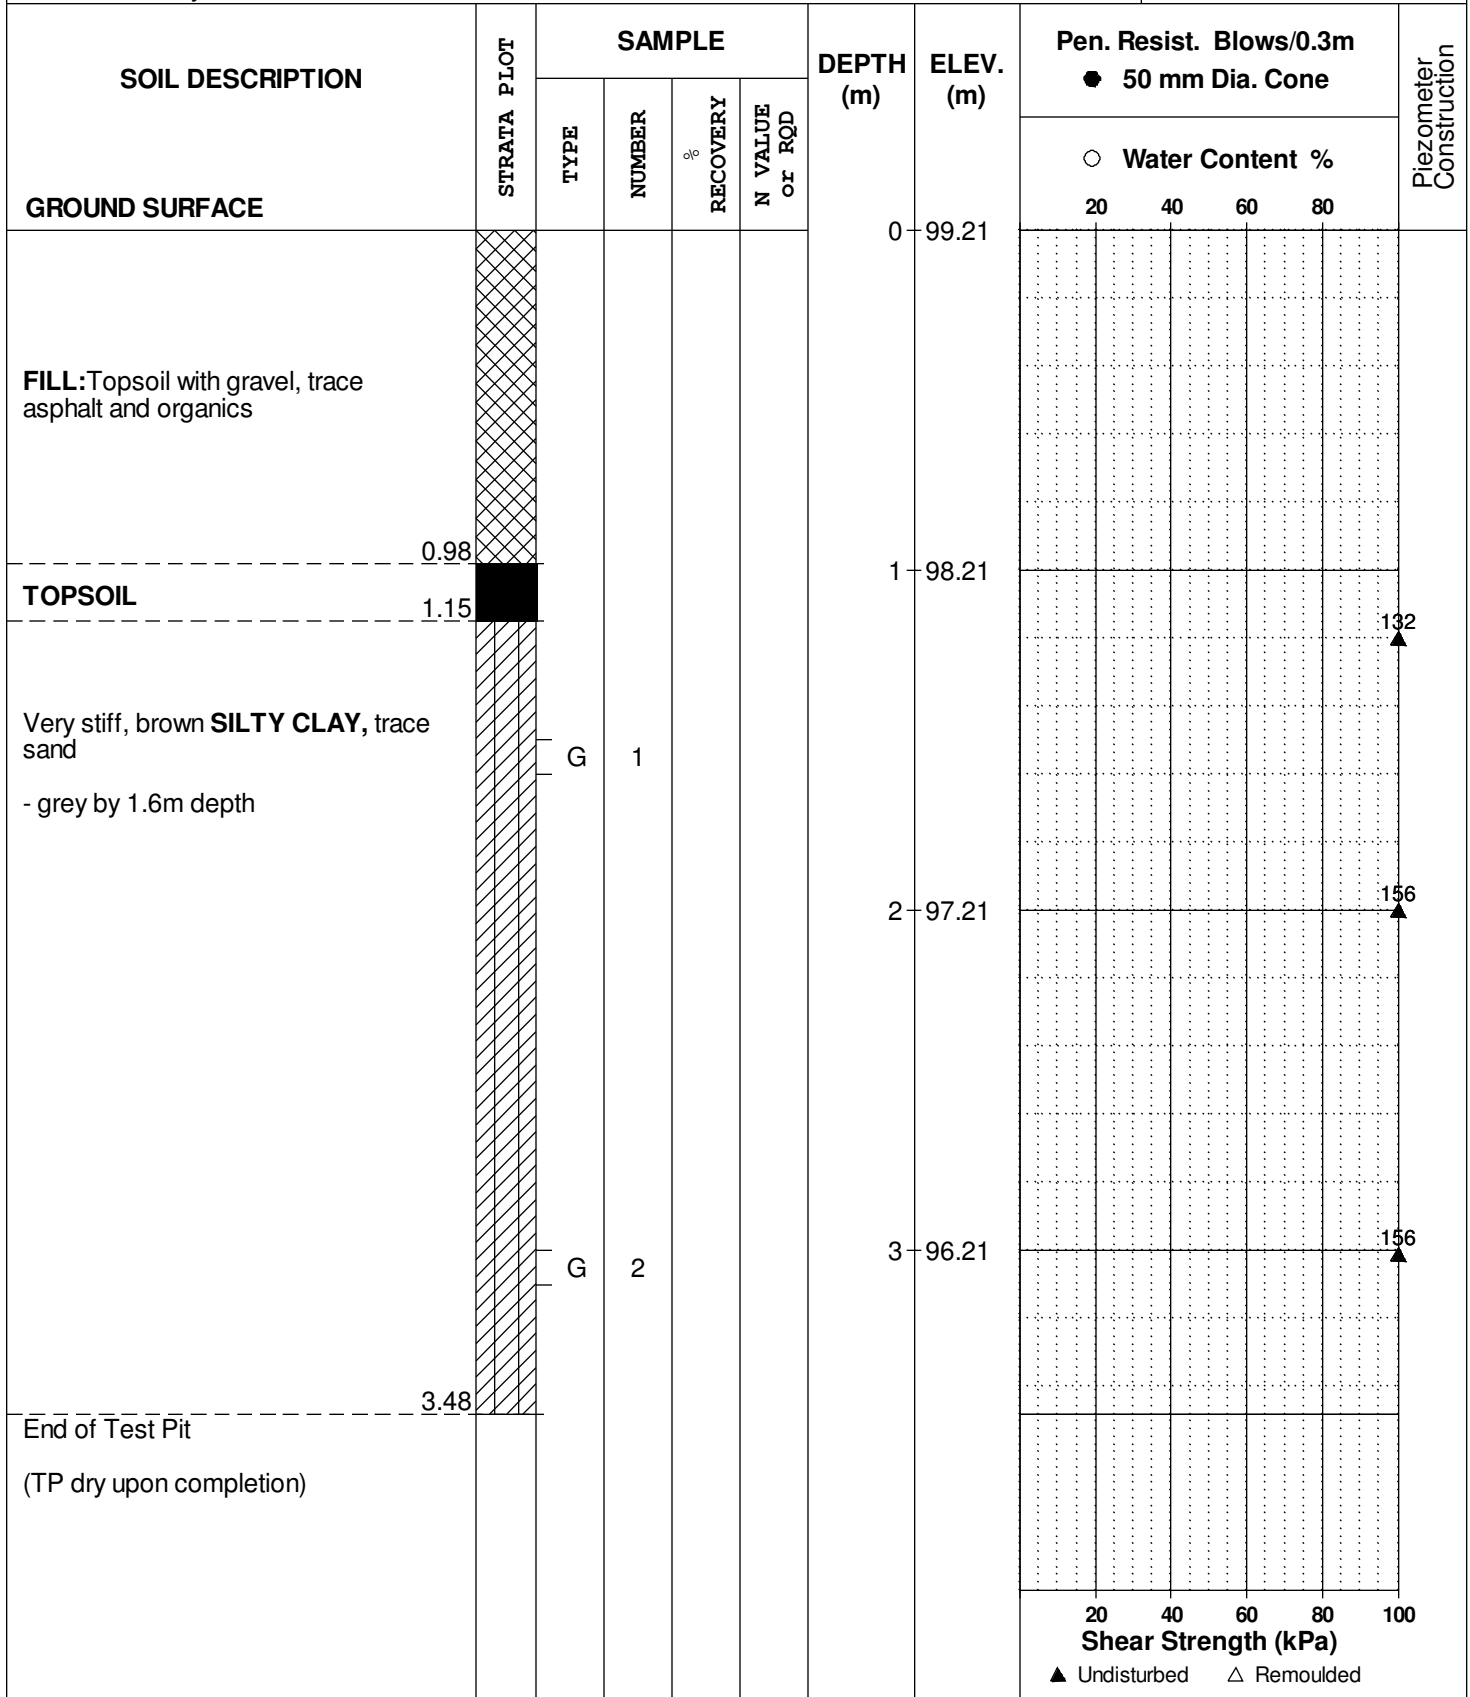 SOIL DESCRIPTION
GROUND SURFACE
STRATA PLOT
SAMPLE
TYPE
NUMBER
%
RECOVERY
N VALUE
or RQD
DEPTH
(m)
ELEV.
(m)
Pen. Resist. Blows/0.3m
● 50 mm Dia. Cone
○ Water Content %
20 40 60 80
Piezometer
Construction
0 99.21
FILL:Topsoil with gravel, trace
asphalt and organics
0.98
1 98.21
TOPSOIL
1.15
132
Very stiff, brown SILTY CLAY, trace
sand
G 1
- grey by 1.6m depth
156
2 97.21
156
3 96.21
G 2
3.48
End of Test Pit
(TP dry upon completion)
20 40 60 80 100
Shear Strength (kPa)
▲ Undisturbed △ Remoulded